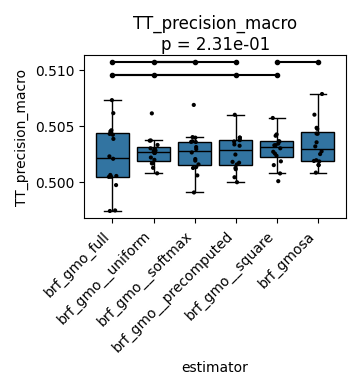 TT_precision_macro
p = 2.31e-01
TT_precision_macro
0.510
0.505
0.500
brf_gmo_full
brf_gmo__uniform
brf_gmo__softmax
brf_gmo__precomputed
brf_gmo__square
brf_gmosa
estimator